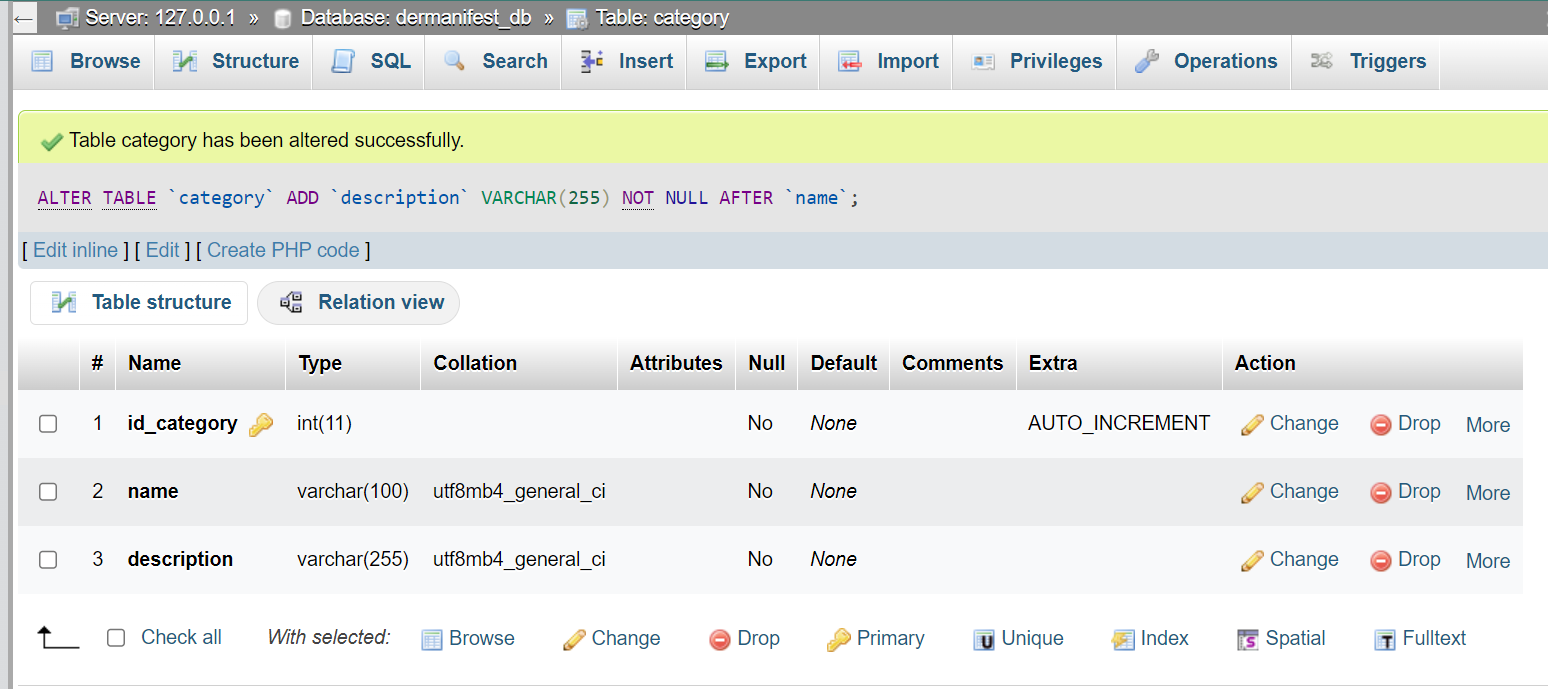 ← Server: 127.0.0.1 » Database: dermanifest_db » Table: category
Browse Structure SQL Search Insert Export Import Privileges Operations Triggers
Table category has been altered successfully.
ALTER TABLE `category` ADD `description` VARCHAR(255) NOT NULL AFTER `name`;
[ Edit inline ] [ Edit ] [ Create PHP code ]
Table structure Relation view
# Name Type Collation Attributes Null Default Comments Extra Action
1 id_category int(11) No None AUTO_INCREMENT Change Drop More
2 name varchar(100) utf8mb4_general_ci No None Change Drop More
3 description varchar(255) utf8mb4_general_ci No None Change Drop More
Check all With selected: Browse Change Drop Primary Unique Index Spatial Fulltext